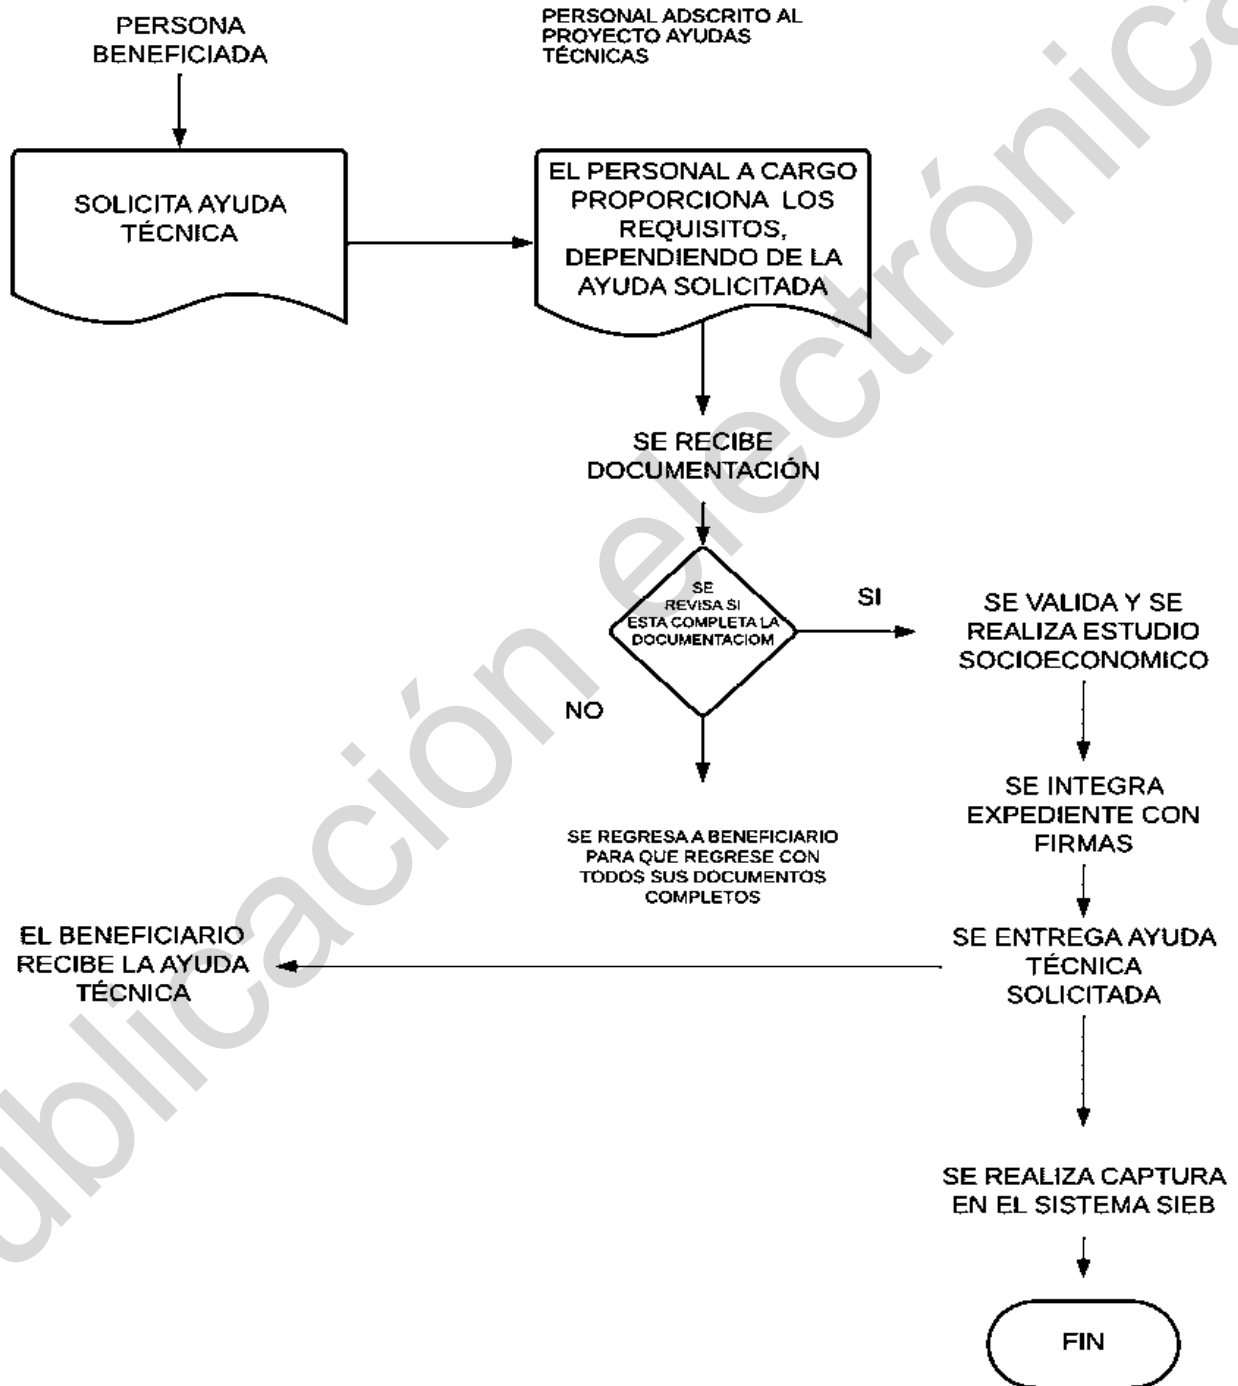 PERSONA
BENEFICIADA
PERSONAL ADSCRITO AL
PROYECTO AYUDAS
TÉCNICAS
SOLICITA AYUDA
TÉCNICA
EL PERSONAL A CARGO
PROPORCIONA LOS
REQUISITOS,
DEPENDIENDO DE LA
AYUDA SOLICITADA
SE RECIBE
DOCUMENTACIÓN
SE
REVISA SI
ESTA COMPLETA LA
DOCUMENTACIOM
SI
NO
SE VALIDA Y SE
REALIZA ESTUDIO
SOCIOECONOMICO
SE INTEGRA
EXPEDIENTE CON
FIRMAS
SE REGRESA A BENEFICIARIO
PARA QUE REGRESE CON
TODOS SUS DOCUMENTOS
COMPLETOS
SE ENTREGA AYUDA
TÉCNICA
SOLICITADA
EL BENEFICIARIO
RECIBE LA AYUDA
TÉCNICA
SE REALIZA CAPTURA
EN EL SISTEMA SIEB
FIN
ublicación electrónica